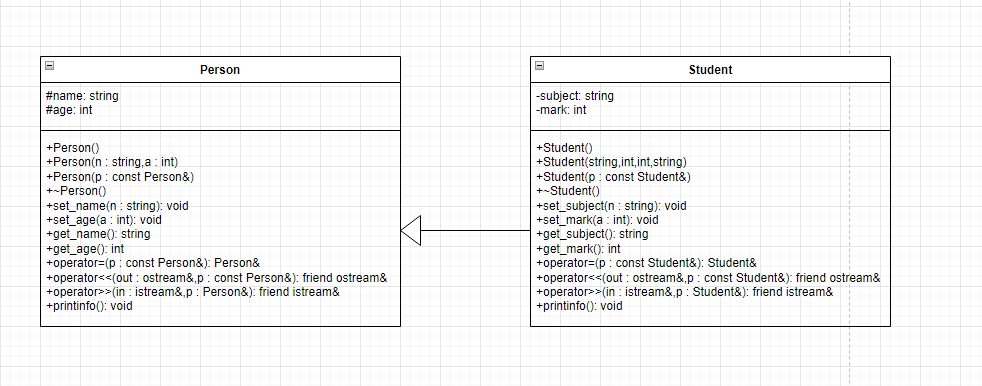 Person
#name: string
#age: int
+Person()
+Person(n : string,a : int)
+Person(p : const Person&)
+~Person()
+set_name(n : string): void
+set_age(a : int): void
+get_name(): string
+get_age(): int
+operator=(p : const Person&): Person&
+operator<<(out : ostream&,p : const Person&): friend ostream&
+operator>>(in : istream&,p : Person&): friend istream&
+printinfo(): void
Student
-subject: string
-mark: int
+Student()
+Student(string,int,int,string)
+Student(p : const Student&)
+~Student()
+set_subject(n : string): void
+set_mark(a : int): void
+get_subject(): string
+get_mark(): int
+operator=(p : const Student&): Student&
+operator<<(out : ostream&,p : const Student&): friend ostream&
+operator>>(in : istream&,p : Student&): friend istream&
+printinfo(): void